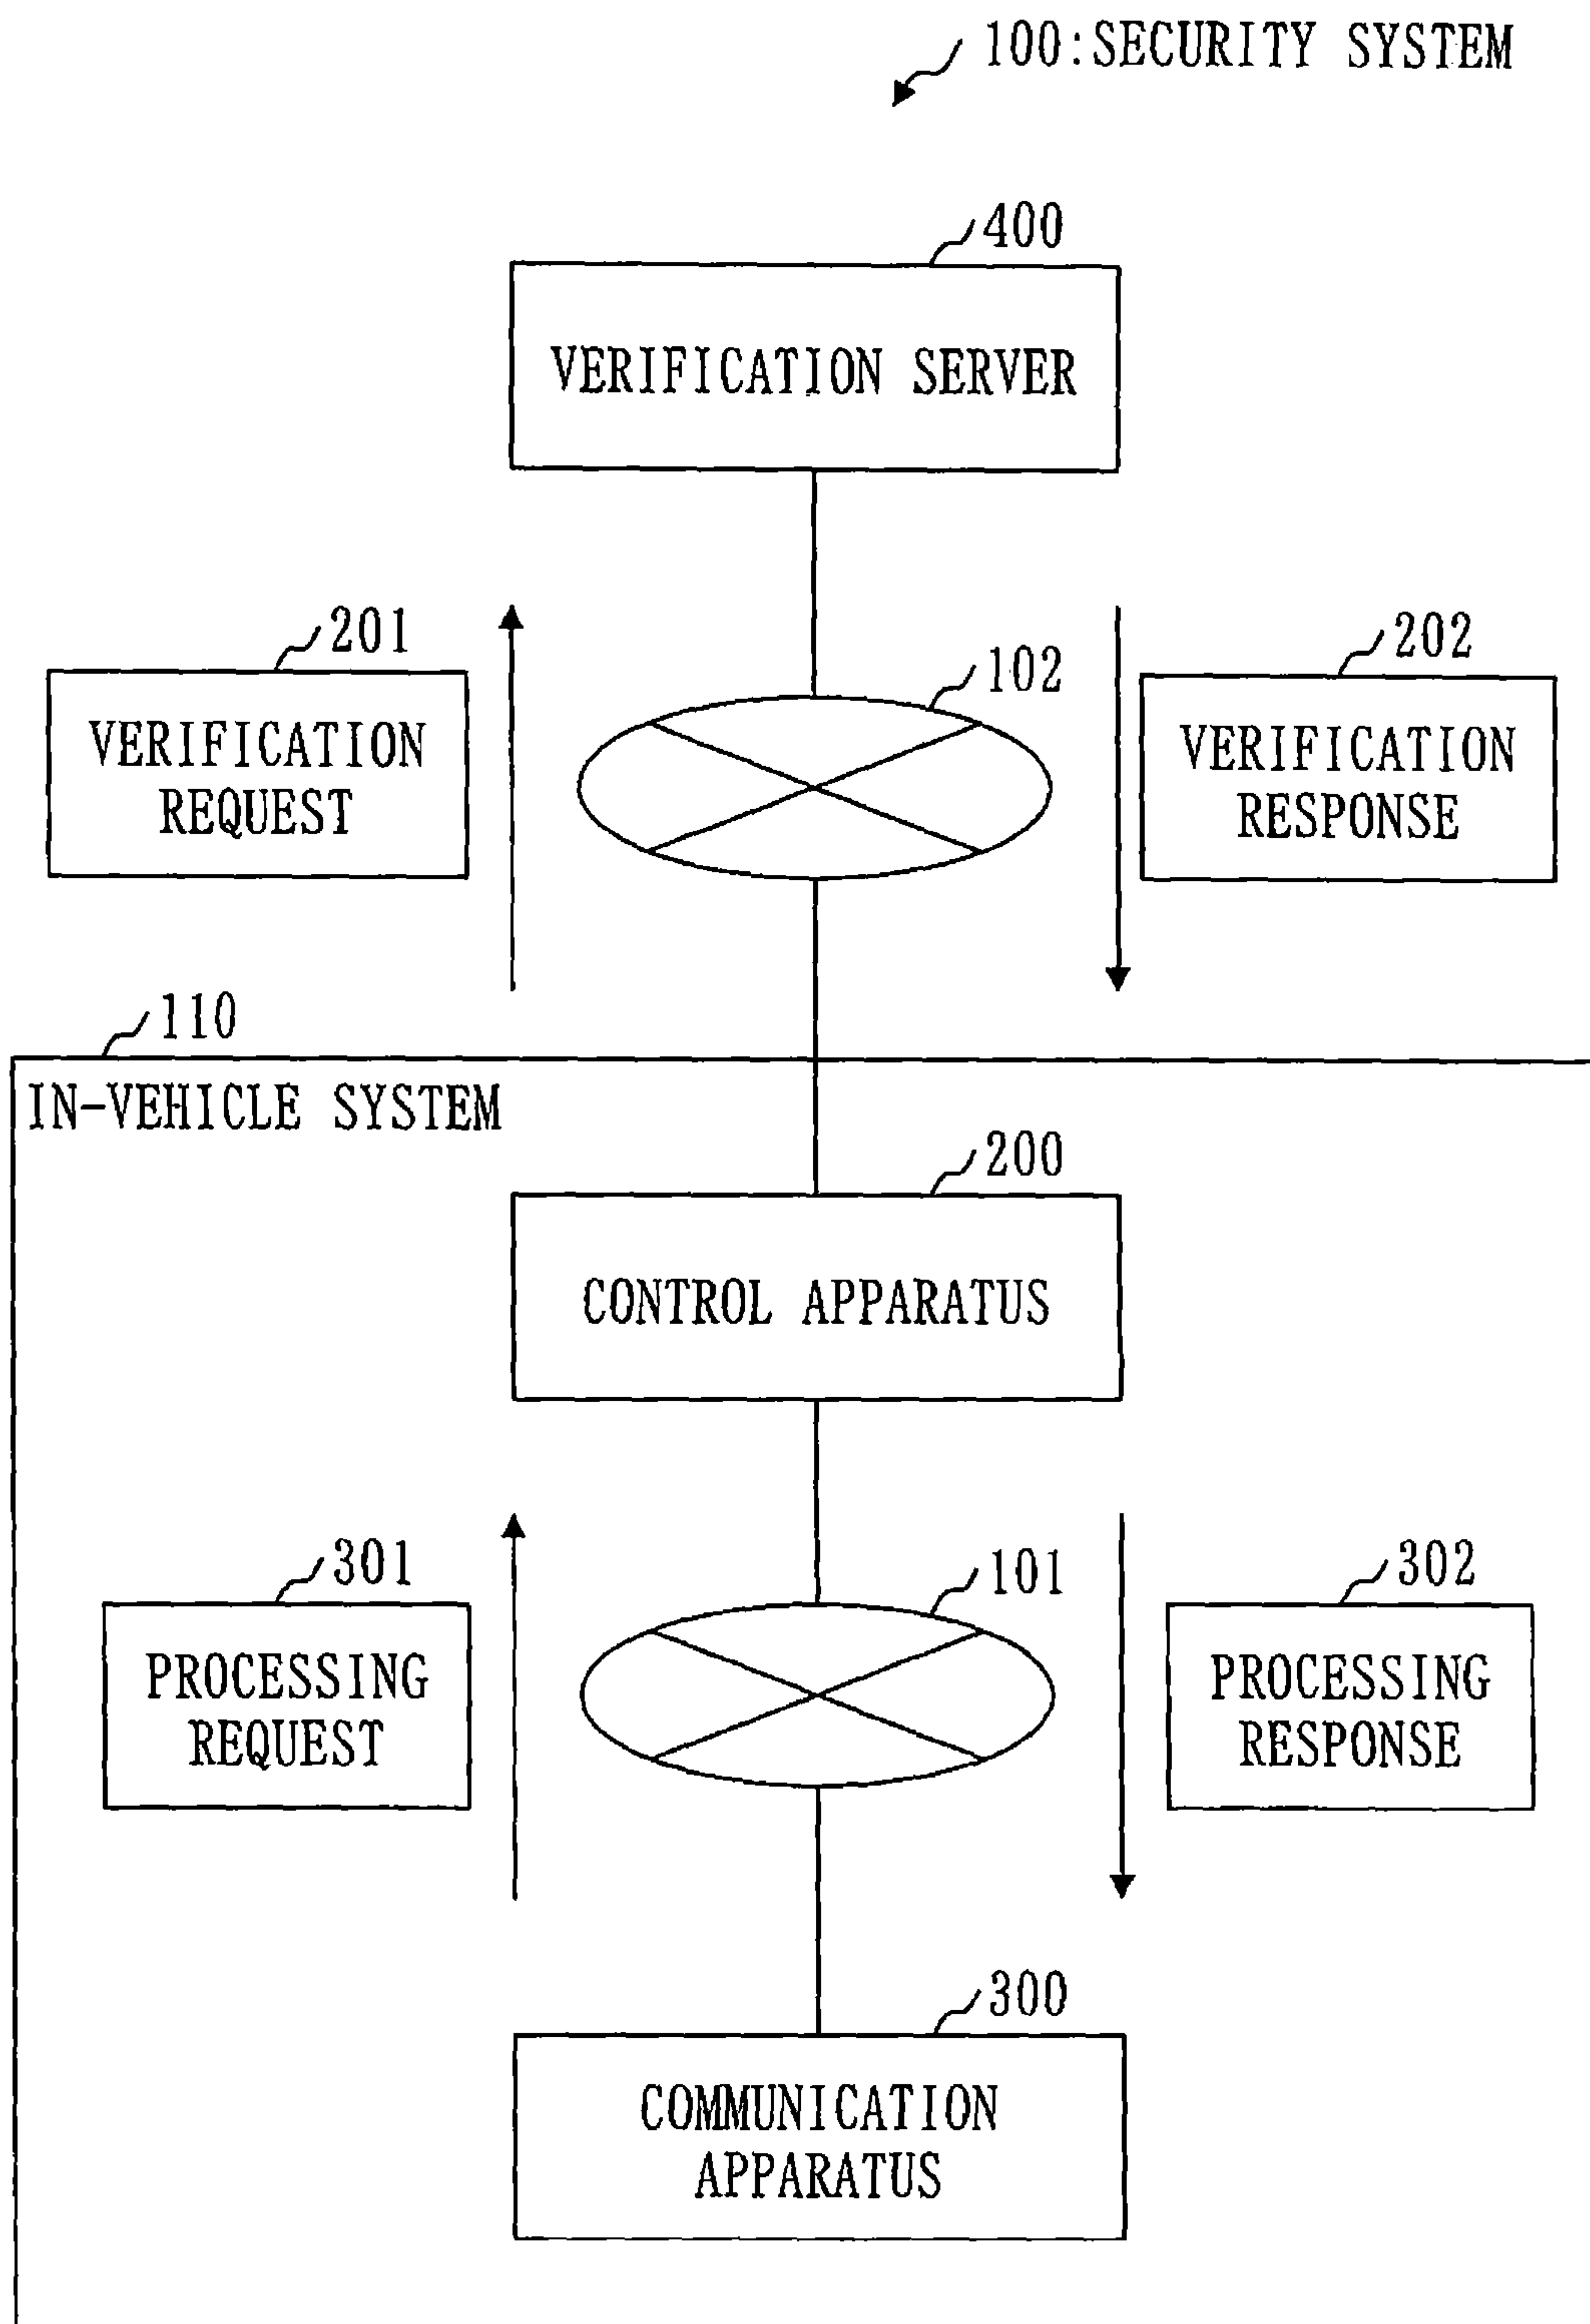 100:SECURITY SYSTEM
400
VERIFICATION SERVER
201
VERIFICATION
REQUEST
102
202
VERIFICATION
RESPONSE
110
IN-VEHICLE SYSTEM
200
CONTROL APPARATUS
301
PROCESSING
REQUEST
101
302
PROCESSING
RESPONSE
300
COMMUNICATION
APPARATUS